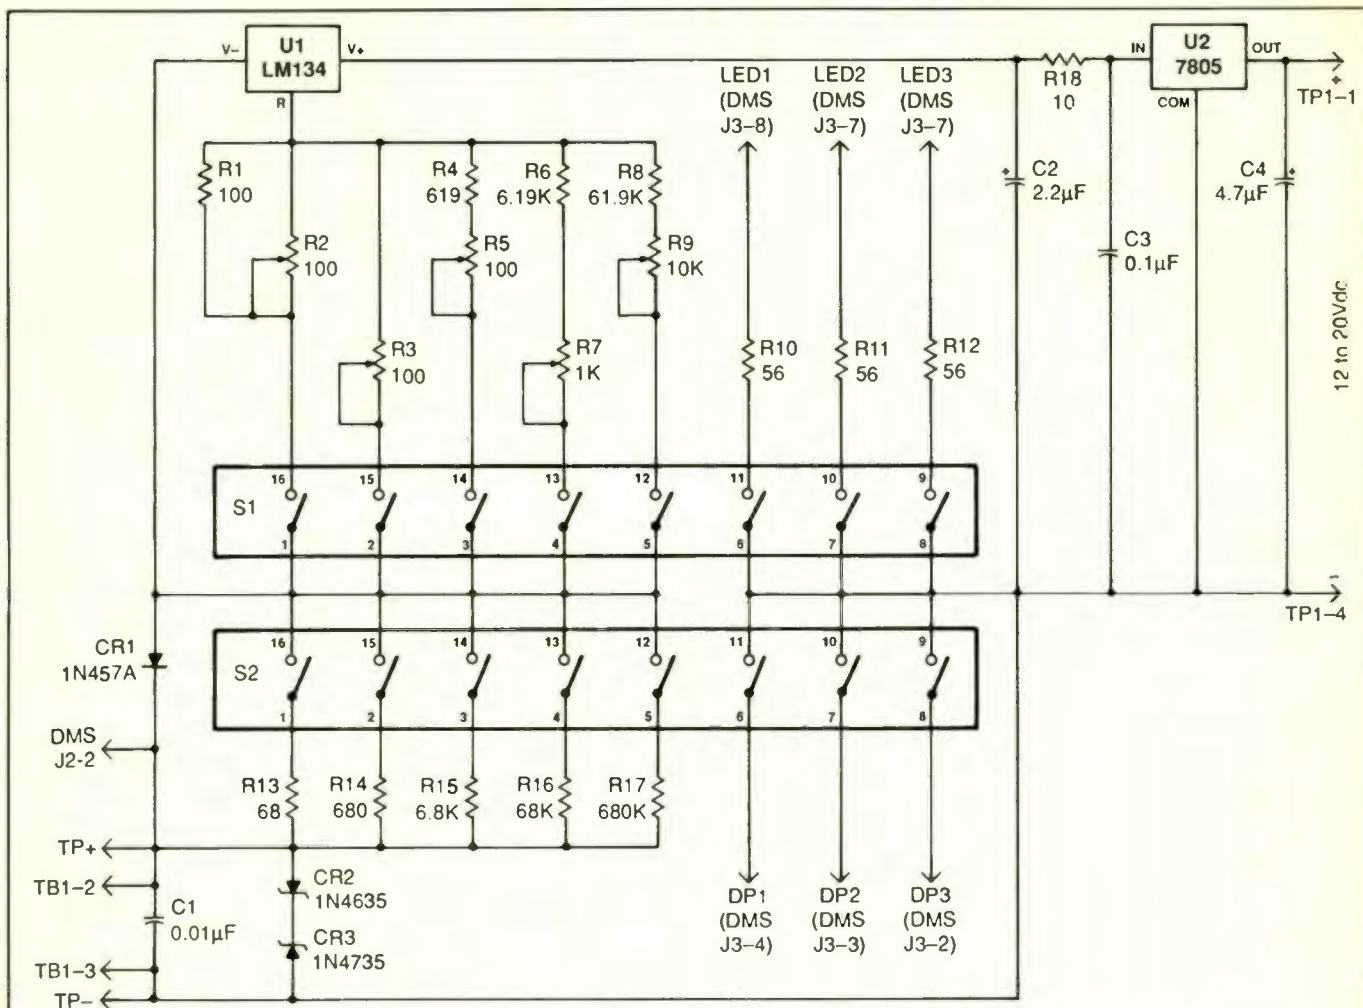 V-
U1
LM134
V+
R
LED1
(DMS
J3-8)
LED2
(DMS
J3-7)
LED3
(DMS
J3-7)
R18
10
IN
U2
7805
OUT
COM
+
TP1-1
R1
100
R2
100
R3
100
R4
619
R5
100
R6
6.19K
R7
1K
R8
61.9K
R9
10K
R10
56
R11
56
R12
56
+
C2
2.2µF
C3
0.1µF
C4
4.7µF
+
12 to 20Vdc
S1
16 15 14 13 12 11 10 9
1 2 3 4 5 6 7 8
-
TP1-4
CR1
1N457A
S2
16 15 14 13 12 11 10 9
1 2 3 4 5 6 7 8
DMS
J2-2
R13
68
R14
680
R15
6.8K
R16
68K
R17
680K
TP+
TB1-2
C1
0.01µF
TB1-3
TP-
CR2
1N4635
CR3
1N4735
DP1
(DMS
J3-4)
DP2
(DMS
J3-3)
DP3
(DMS
J3-2)